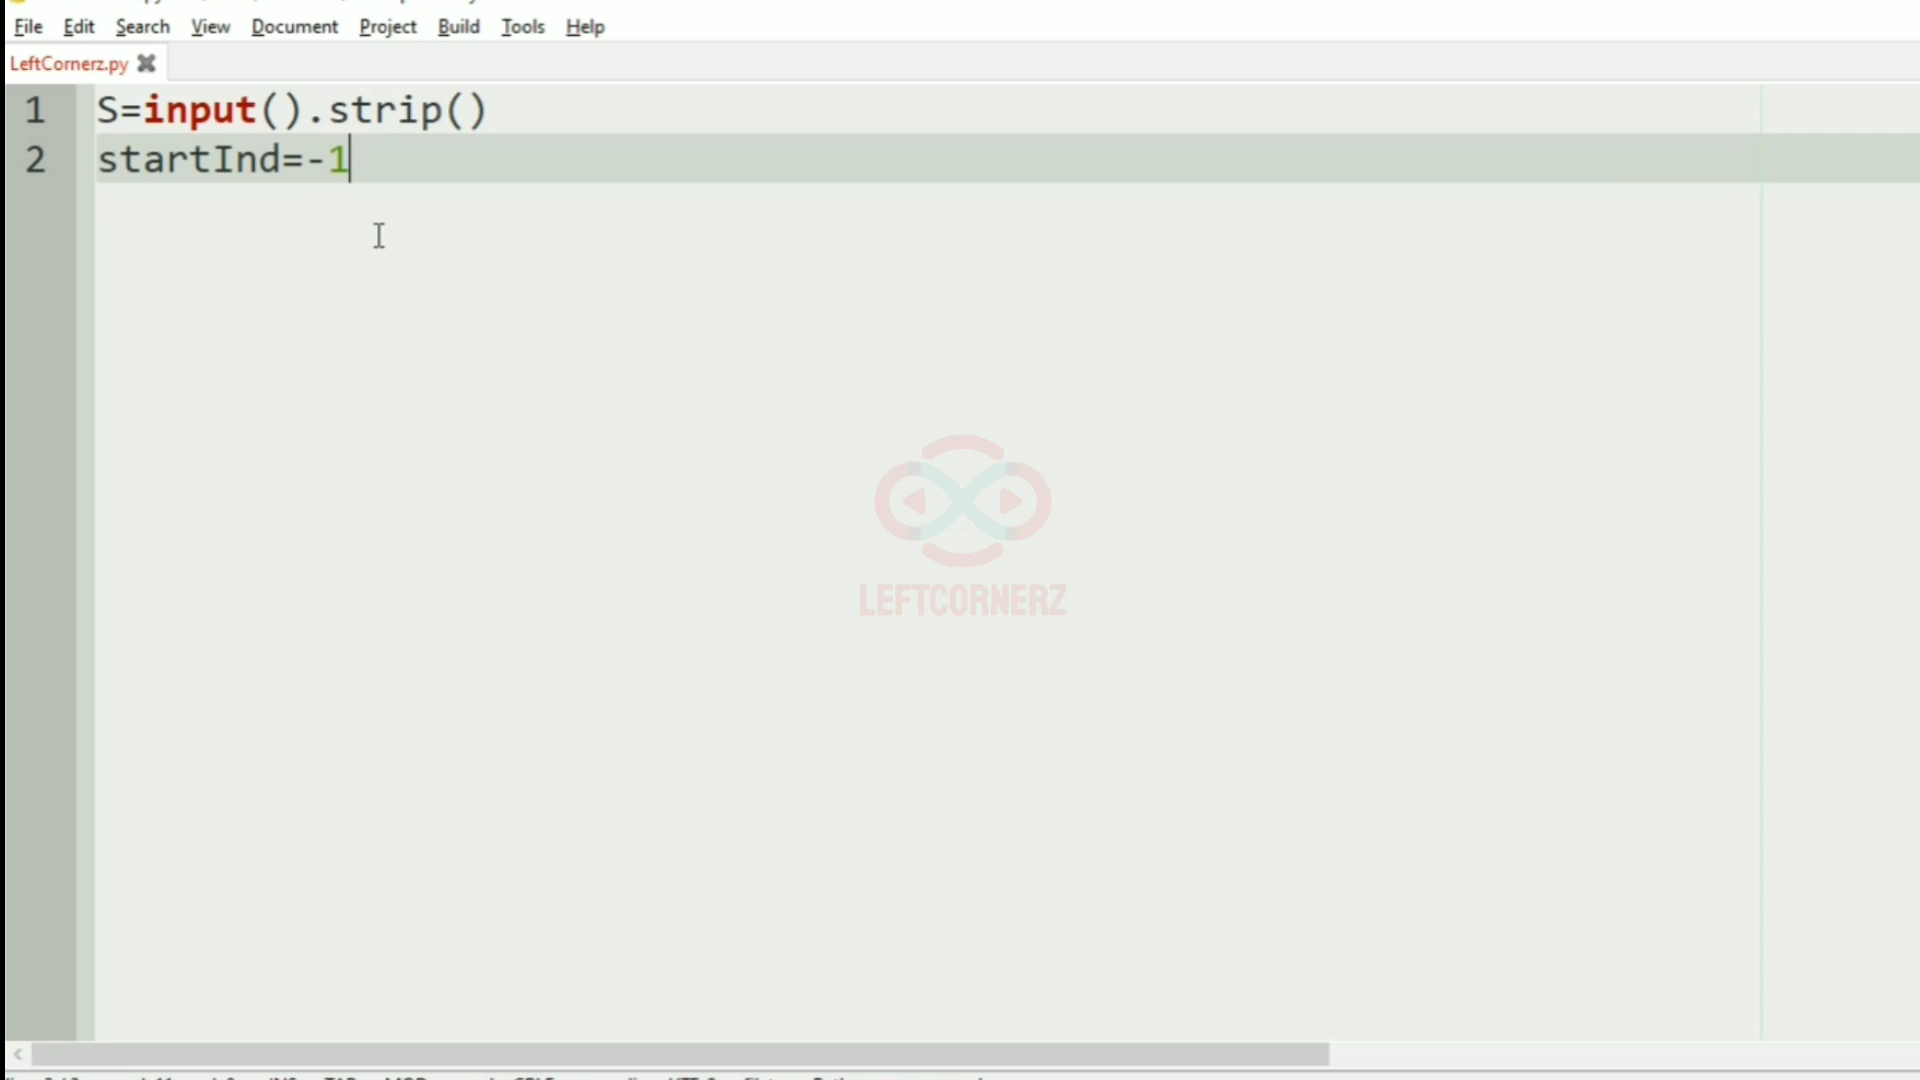 File Edit Search View Document Project Build Tools Help
LeftCornerz.py
1 S=input().strip()
2 startInd=-1
LEFTCORNERZ